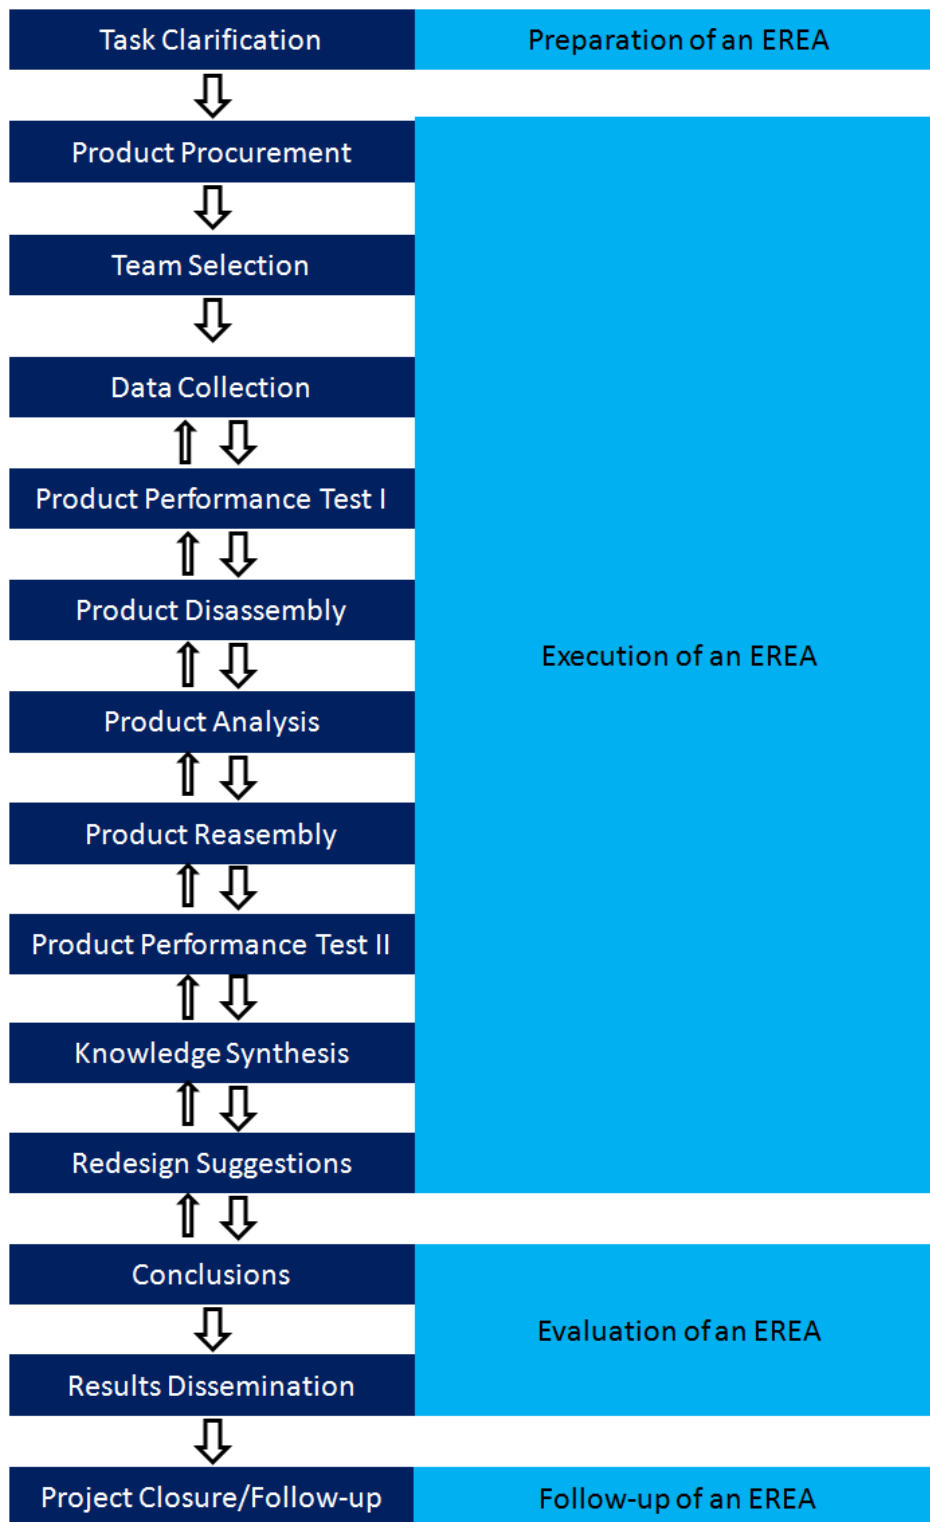 Task Clarification
Preparation of an EREA
Product Procurement
Team Selection
Data Collection
Product Performance Test I
Product Disassembly
Execution of an EREA
Product Analysis
Product Reasembly
Product Performance Test II
Knowledge Synthesis
Redesign Suggestions
Conclusions
Evaluation of an EREA
Results Dissemination
Project Closure/Follow-up
Follow-up of an EREA